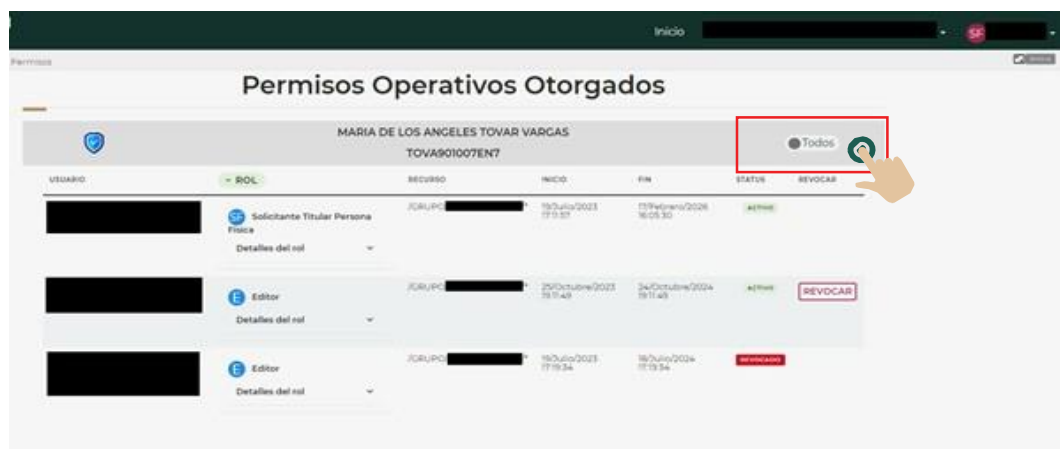 Inicio
SF
Permisos
Permisos Operativos Otorgados
MARIA DE LOS ANGELES TOVAR VARGAS
TOVA901007EN7
Todos
USUARIO ROL RECURSO INICIO FIN STATUS REVOCAR
SF Solicitante Titular Persona Física
/GRUPO 19/Julio/2023 17/Febrero/2026 ACTIVO
17:11:57 16:05:30
Detalles del rol
E Editor /GRUPO 25/Octubre/2023 24/Octubre/2024 ACTIVO REVOCAR
19:11:49 19:11:49
Detalles del rol
E Editor /GRUPO 19/Julio/2023 18/Julio/2024 REVOCADO
17:19:34 17:19:34
Detalles del rol